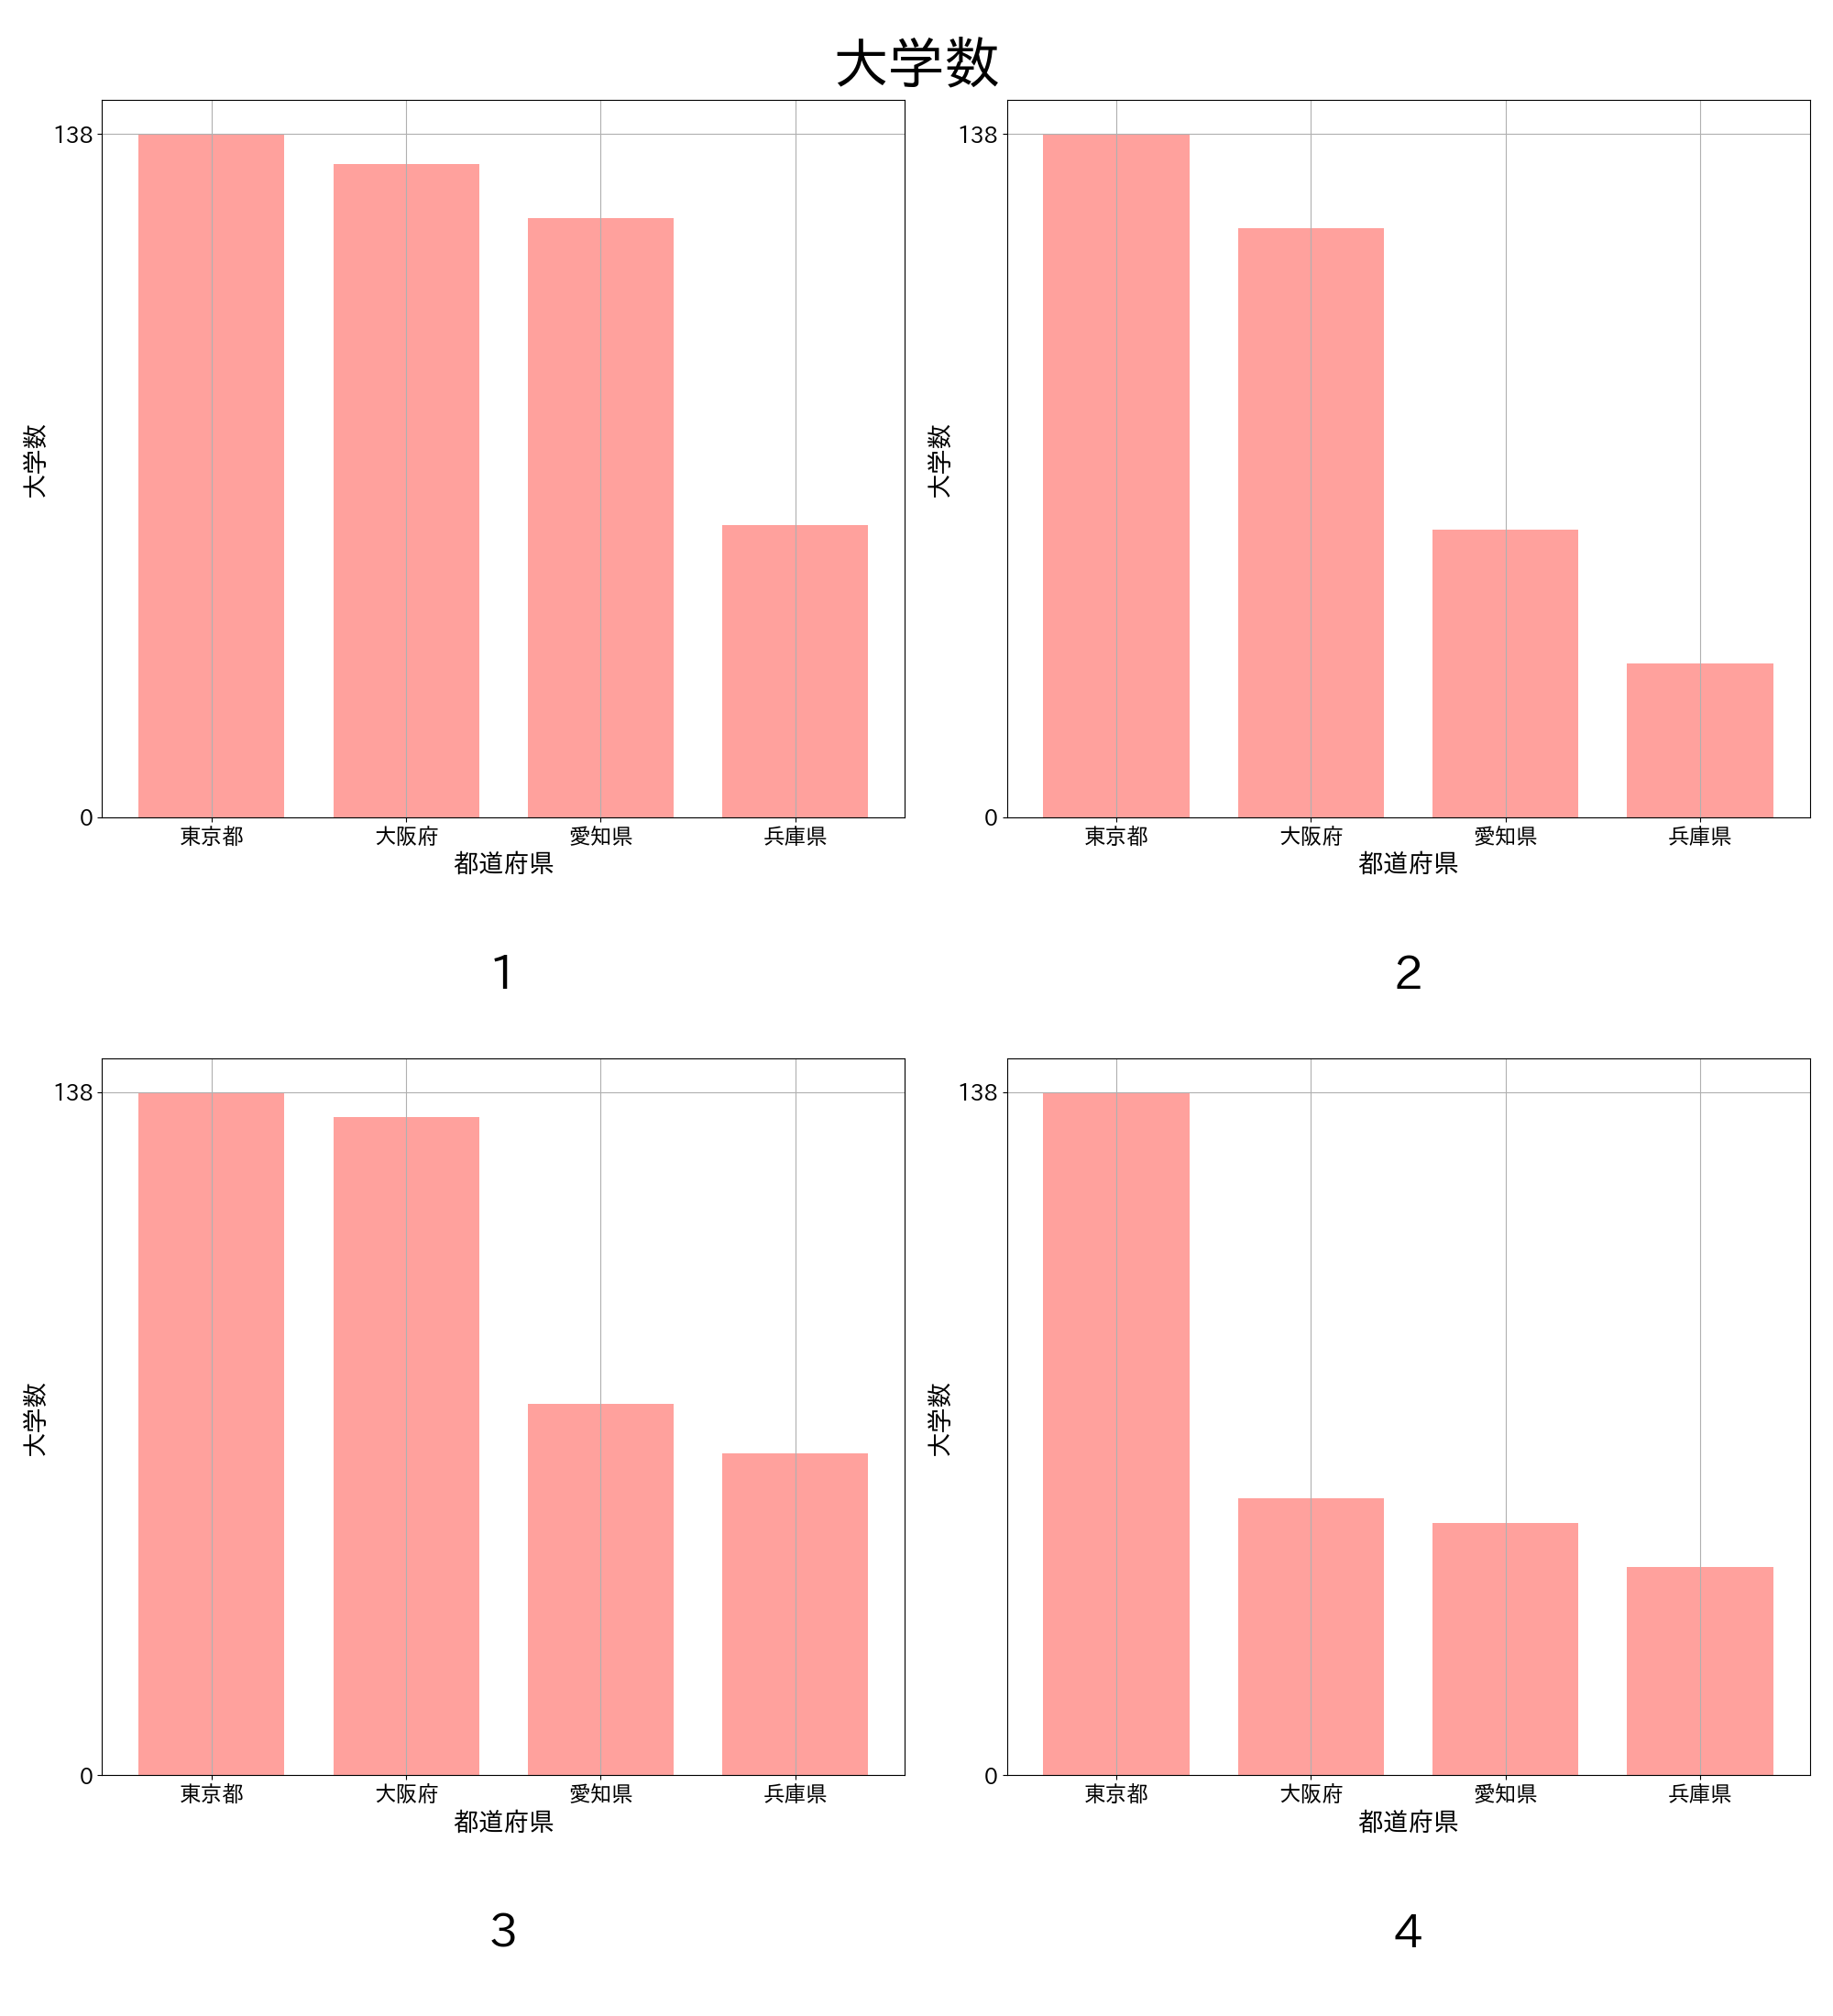 大学数
138
0
大学数
東京都 大阪府 愛知県 兵庫県
都道府県
1
138
0
大学数
東京都 大阪府 愛知県 兵庫県
都道府県
2
138
0
大学数
東京都 大阪府 愛知県 兵庫県
都道府県
3
138
0
大学数
東京都 大阪府 愛知県 兵庫県
都道府県
4